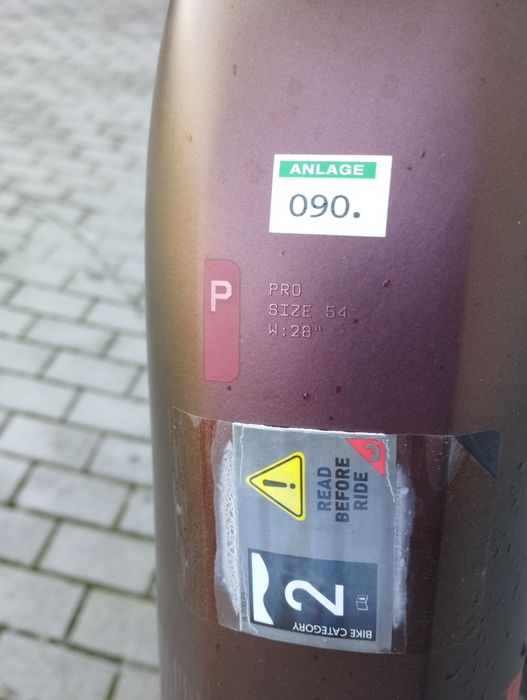 ANLAGE
090.
P
PRO
SIZE 54
W:28"
READ
BEFORE
RIDE
2
BIKE CATEGORY